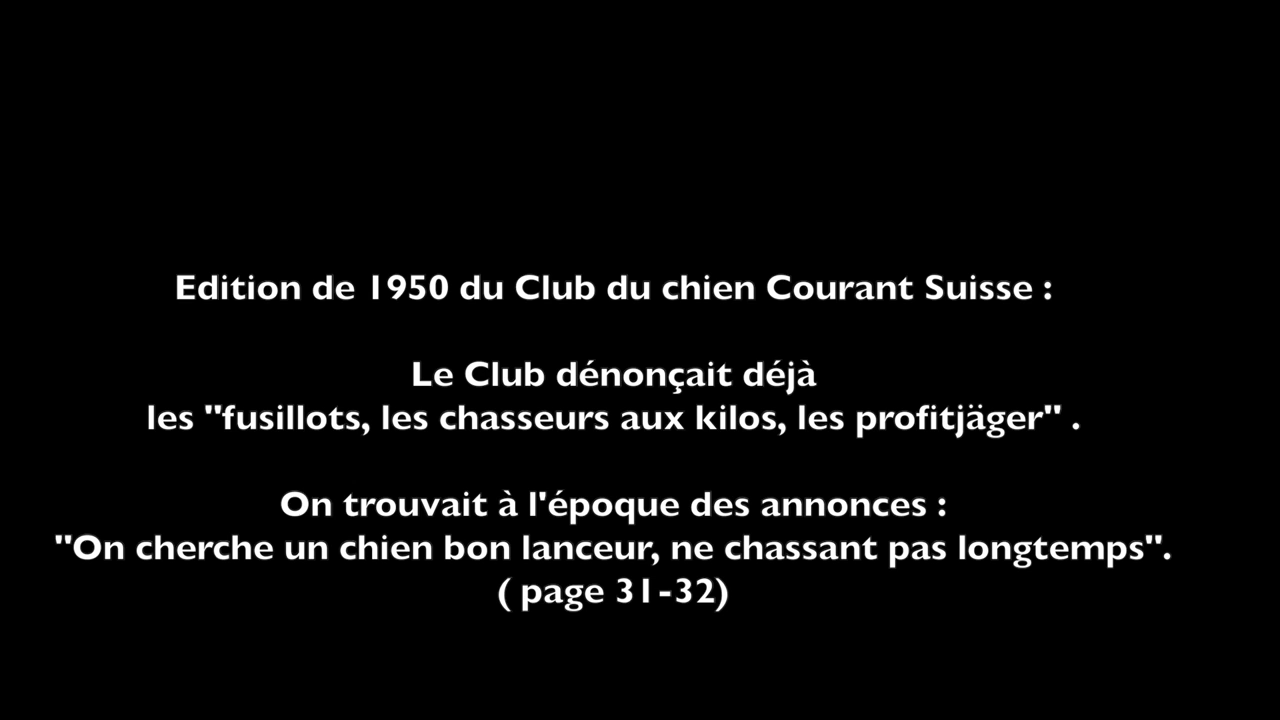 Edition de 1950 du Club du chien Courant Suisse :
Le Club dénonçait déjà
les "fusillots, les chasseurs aux kilos, les profitjäger" .
On trouvait à l'époque des annonces :
"On cherche un chien bon lanceur, ne chassant pas longtemps".
( page 31-32)